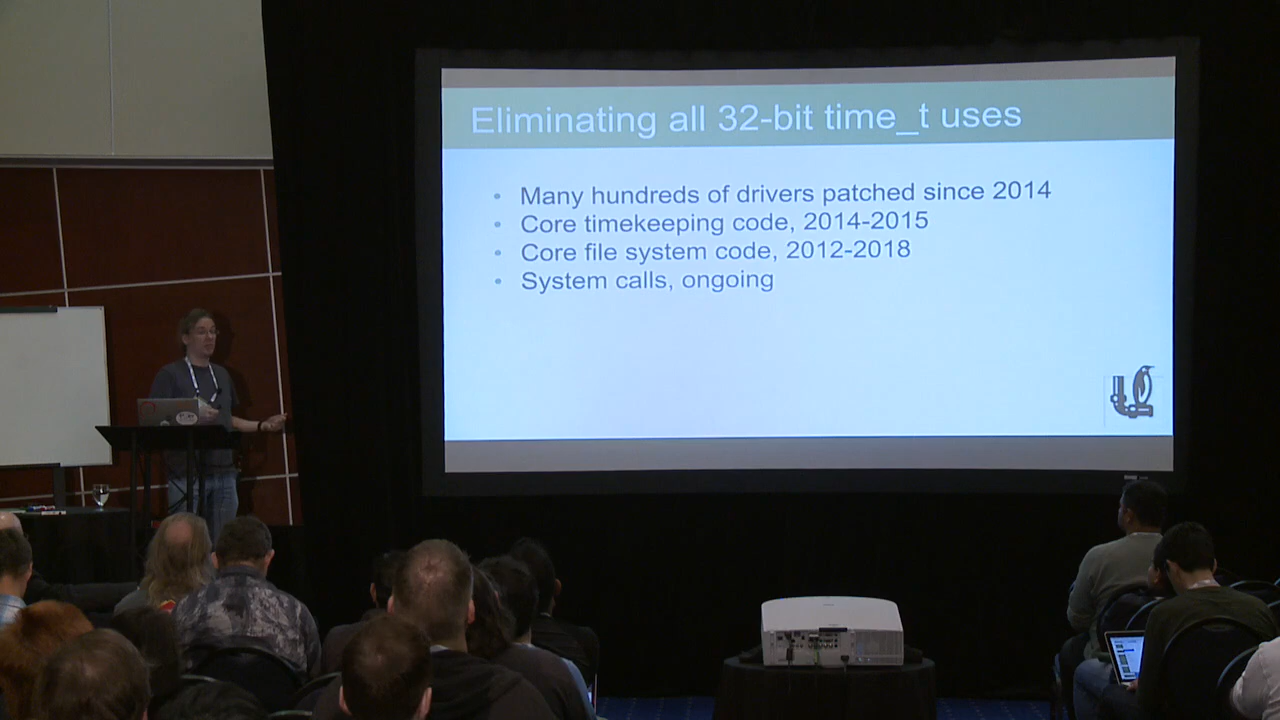 Eliminating all 32-bit time_t uses
• Many hundreds of drivers patched since 2014
• Core timekeeping code, 2014-2015
• Core file system code, 2012-2018
• System calls, ongoing